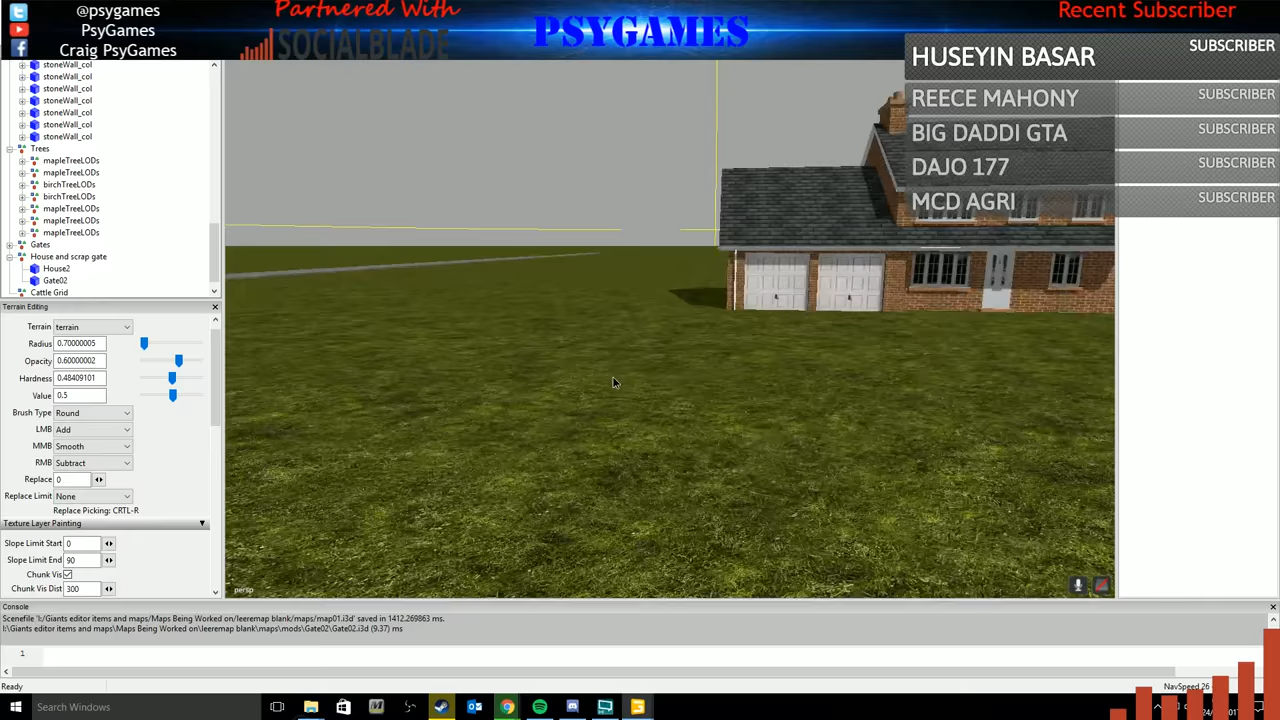 @psygames
PsyGames
Craig PsyGames
Partnered With
SOCIALBLADE
PSYGAMES
Recent Subscriber
HUSEYIN BASAR SUBSCRIBER
REECE MAHONY SUBSCRIBER
BIG DADDI GTA SUBSCRIBER
DAJO 177 SUBSCRIBER
MCD AGRI SUBSCRIBER
stoneWall_col
stoneWall_col
stoneWall_col
stoneWall_col
stoneWall_col
stoneWall_col
stoneWall_col
Trees
mapleTreeLODs
mapleTreeLODs
birchTreeLODs
birchTreeLODs
mapleTreeLODs
mapleTreeLODs
mapleTreeLODs
Gates
House and scrap gate
House2
Gate02
Cattle Grid
Terrain Editing
Terrain terrain
Radius 0.70000005
Opacity 0.60000002
Hardness 0.48409101
Value 0.5
Brush Type Round
LMB Add
MMB Smooth
RMB Subtract
Replace 0
Replace Limit None
Replace Picking: CRTL-R
Texture Layer Painting
Slope Limit Start 0
Slope Limit End 90
Chunk Vis
Chunk Vis Dist 300
persp
Console
Scenefile 'I:/Giants editor items and maps/Maps Being Worked on/leeremap blank/maps/map01.i3d' saved in 1412.269863 ms.
I:\Giants editor items and maps\Maps Being Worked on\leeremap blank\maps\mods\Gate02\Gate02.i3d (9.37) ms
1
Ready
NavSpeed 26
Search Windows